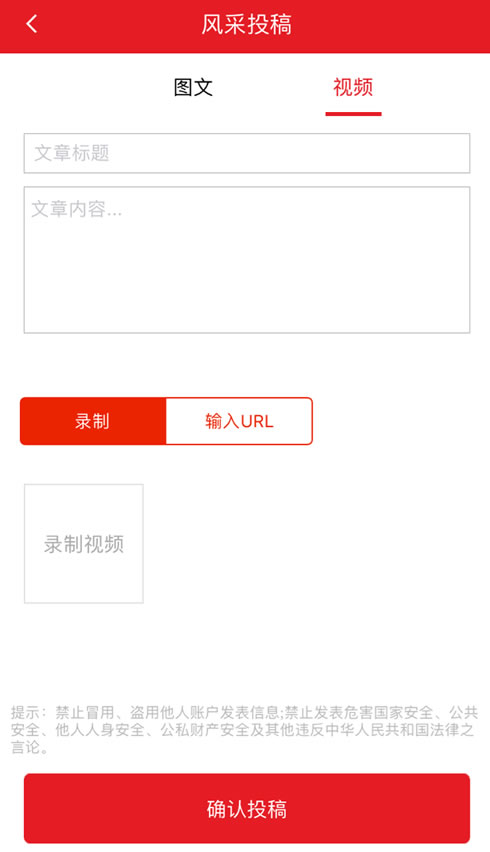 风采投稿
图文 视频
文章标题
文章内容...
录制 输入URL
录制视频
提示：禁止冒用、盗用他人账户发表信息;禁止发表危害国家安全、公共
安全、他人人身安全、公私财产安全及其他违反中华人民共和国法律之
言论。
确认投稿